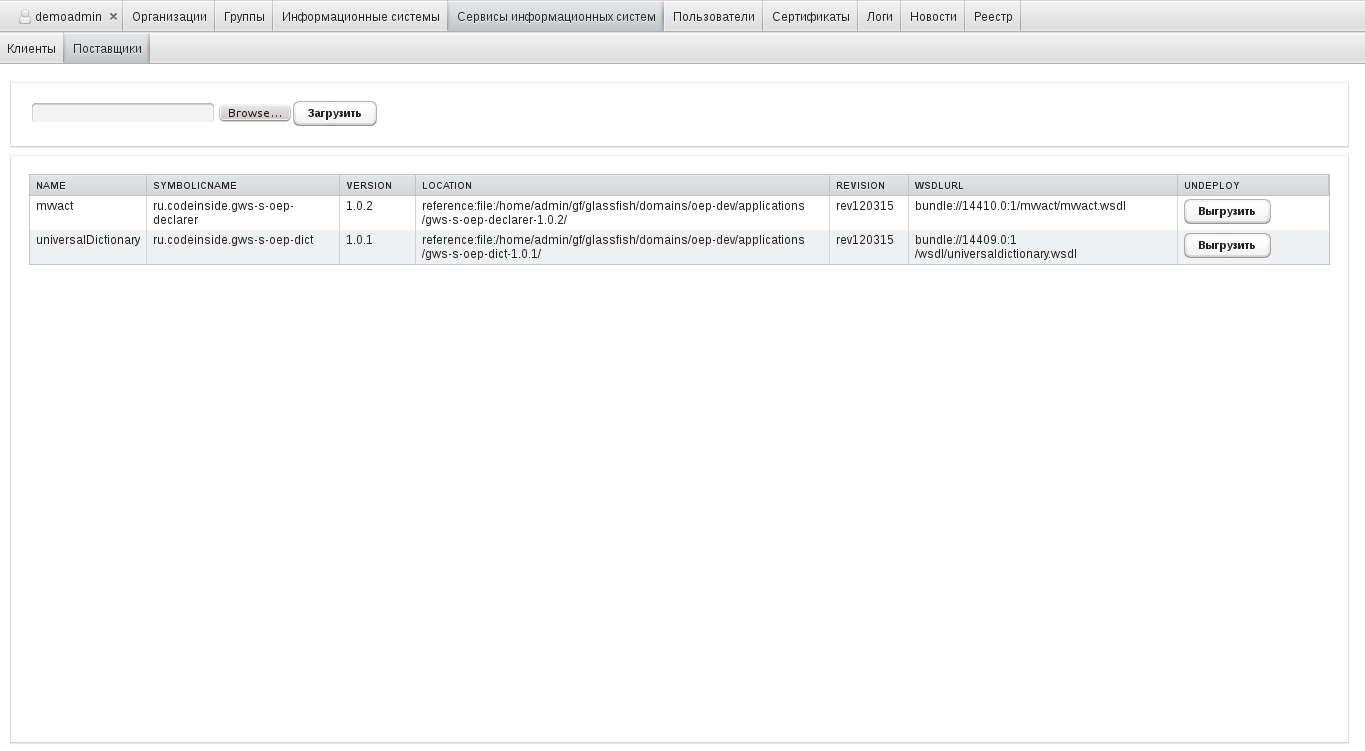 demoadmin × Организации Группы Информационные системы Сервисы информационных систем Пользователи Сертификаты Логи Новости Реестр
Клиенты Поставщики
Browse... Загрузить
NAME SYMBOLICNAME VERSION LOCATION REVISION WSDLURL UNDEPLOY
mvvact ru.codeinside.gws-s-oep- 1.0.2 reference:file:/home/admin/gf/glassfish/domains/oep-dev/applications rev120315 bundle://14410.0:1/mvvact/mvvact.wsdl Выгрузить
declarer /gws-s-oep-declarer-1.0.2/
universalDictionary ru.codeinside.gws-s-oep-dict 1.0.1 reference:file:/home/admin/gf/glassfish/domains/oep-dev/applications rev120315 bundle://14409.0:1 Выгрузить
/gws-s-oep-dict-1.0.1/ /wsdl/universaldictionary.wsdl